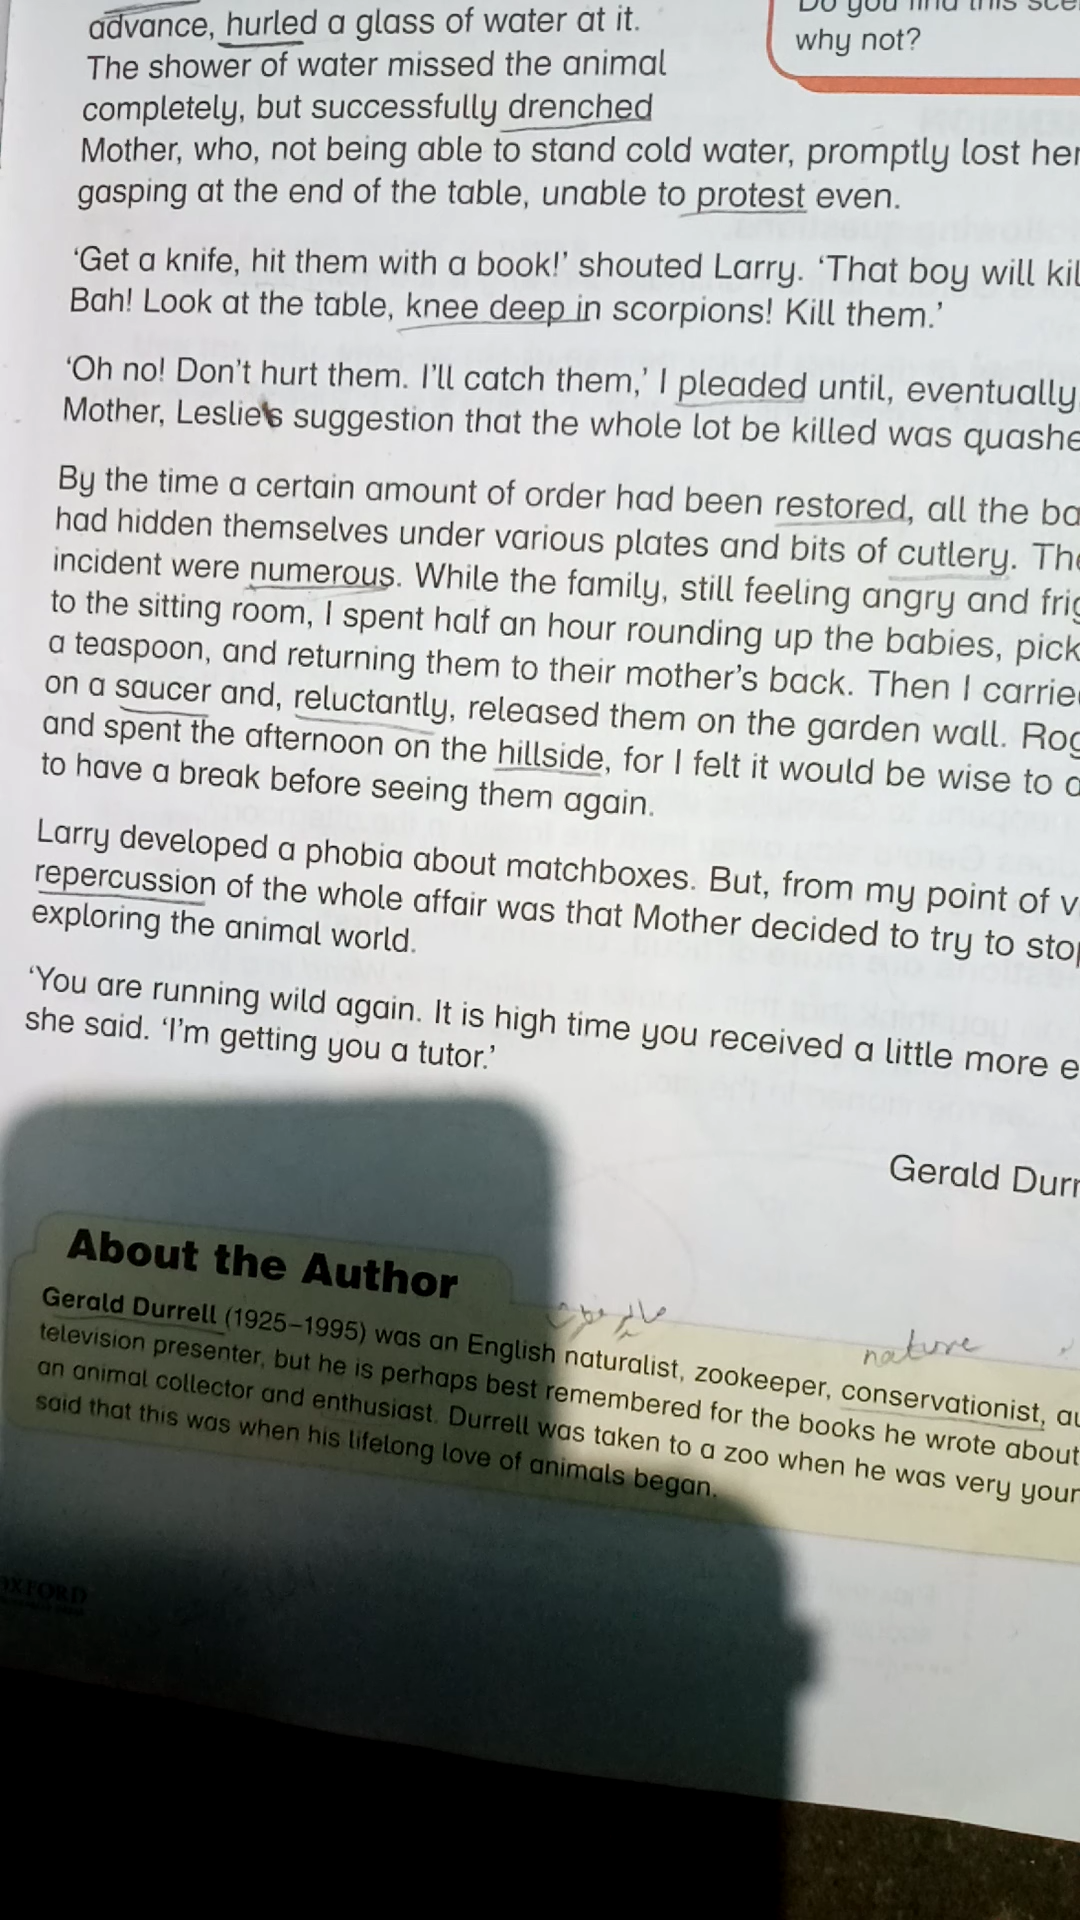 advance, hurled a glass of water at it.
The shower of water missed the animal
completely, but successfully drenched
Mother, who, not being able to stand cold water, promptly lost her
gasping at the end of the table, unable to protest even.
why not?
'Get a knife, hit them with a book!' shouted Larry. 'That boy will kil
Bah! Look at the table, knee deep in scorpions! Kill them.'
'Oh no! Don't hurt them. I'll catch them,' I pleaded until, eventually
Mother, Leslie's suggestion that the whole lot be killed was quashe
By the time a certain amount of order had been restored, all the ba
had hidden themselves under various plates and bits of cutlery. The
incident were numerous. While the family, still feeling angry and frig
to the sitting room, I spent half an hour rounding up the babies, pick
a teaspoon, and returning them to their mother's back. Then I carrie
on a saucer and, reluctantly, released them on the garden wall. Rog
and spent the afternoon on the hillside, for I felt it would be wise to
to have a break before seeing them again.
Larry developed a phobia about matchboxes. But, from my point of v
repercussion of the whole affair was that Mother decided to try to stop
exploring the animal world.
'You are running wild again. It is high time you received a little more e
she said. 'I'm getting you a tutor.'
Gerald Durr
About the Author
nature
Gerald Durrell (1925–1995) was an English naturalist, zookeeper, conservationist, au
television presenter, but he is perhaps best remembered for the books he wrote about
an animal collector and enthusiast. Durrell was taken to a zoo when he was very your
said that this was when his lifelong love of animals began.
OXFORD